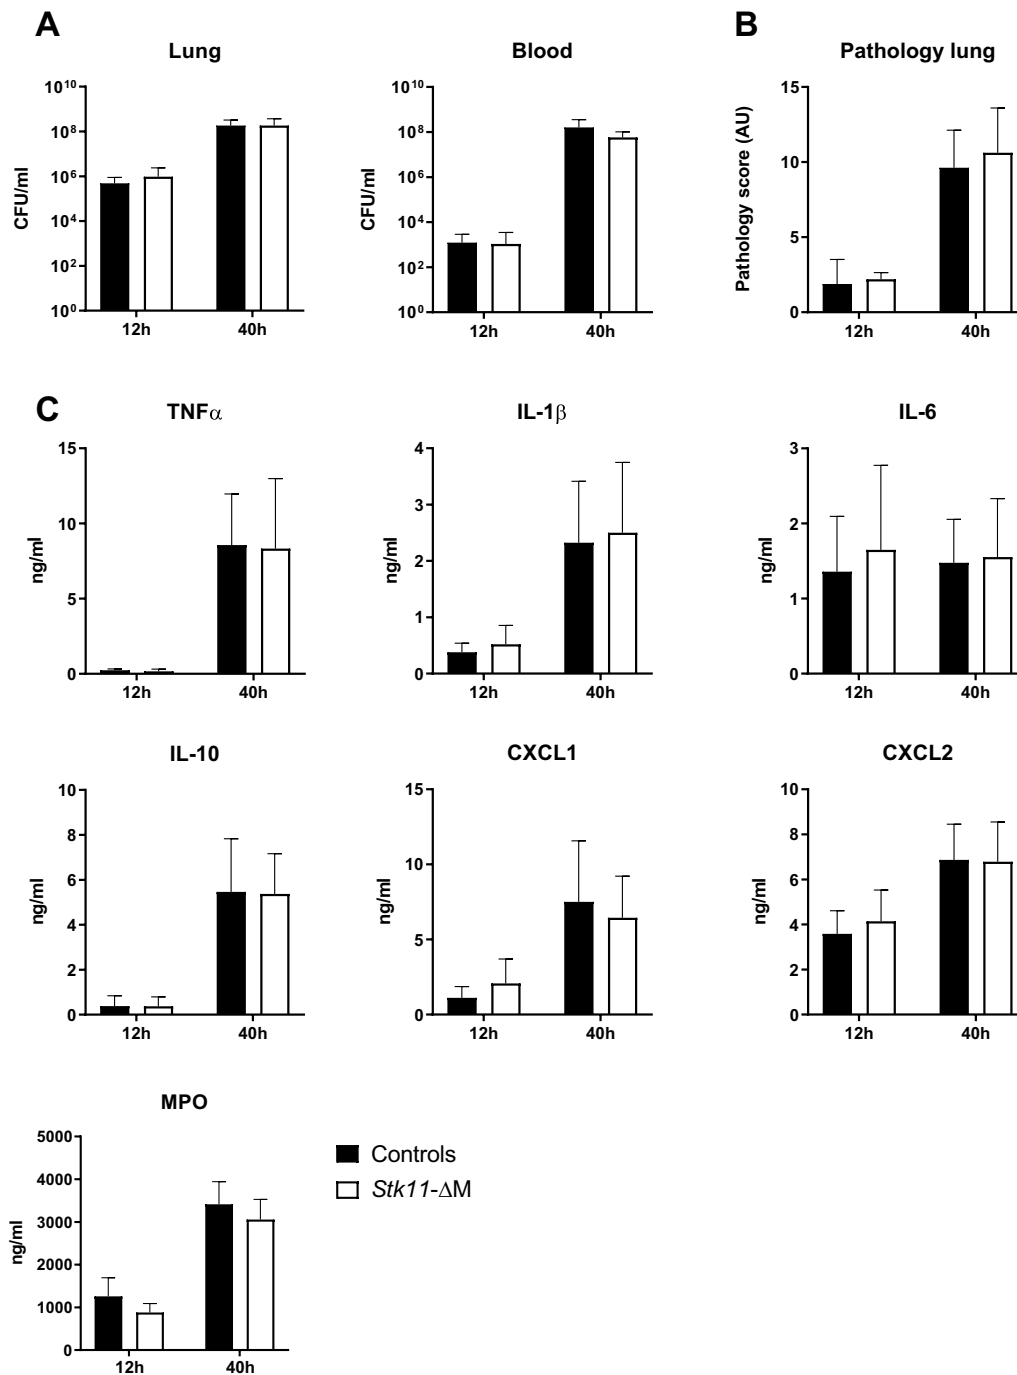 A
B
Lung
Blood
Pathology lung
CFU/ml
10^10
10^8
10^6
10^4
10^2
10^0
12h
40h
CFU/ml
10^10
10^8
10^6
10^4
10^2
10^0
12h
40h
Pathology score (AU)
15
10
5
0
12h
40h
C
TNFα
IL-1β
IL-6
ng/ml
15
10
5
0
12h
40h
ng/ml
4
3
2
1
0
12h
40h
ng/ml
3
2
1
0
12h
40h
IL-10
CXCL1
CXCL2
ng/ml
10
8
6
4
2
0
12h
40h
ng/ml
15
10
5
0
12h
40h
ng/ml
10
8
6
4
2
0
12h
40h
MPO
ng/ml
5000
4000
3000
2000
1000
0
12h
40h
Controls
Stk11-ΔM